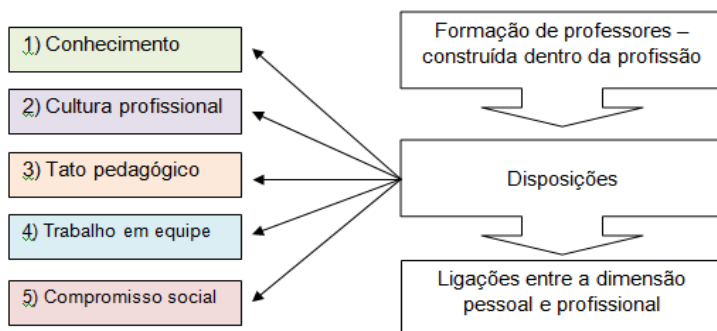 1) Conhecimento
2) Cultura profissional
3) Tato pedagógico
4) Trabalho em equipe
5) Compromisso social
Formação de professores –
construída dentro da profissão
Disposições
Ligações entre a dimensão
pessoal e profissional